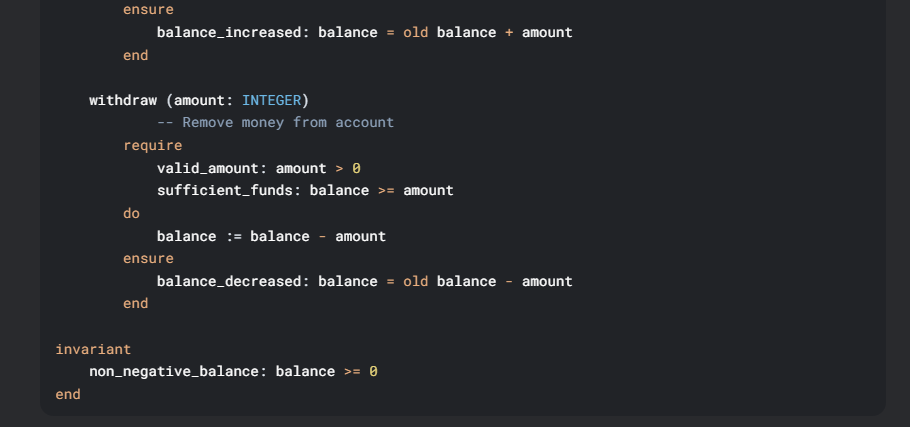 ensure
balance_increased: balance = old balance + amount
end
withdraw (amount: INTEGER)
-- Remove money from account
require
valid_amount: amount > 0
sufficient_funds: balance >= amount
do
balance := balance - amount
ensure
balance_decreased: balance = old balance - amount
end
invariant
non_negative_balance: balance >= 0
end